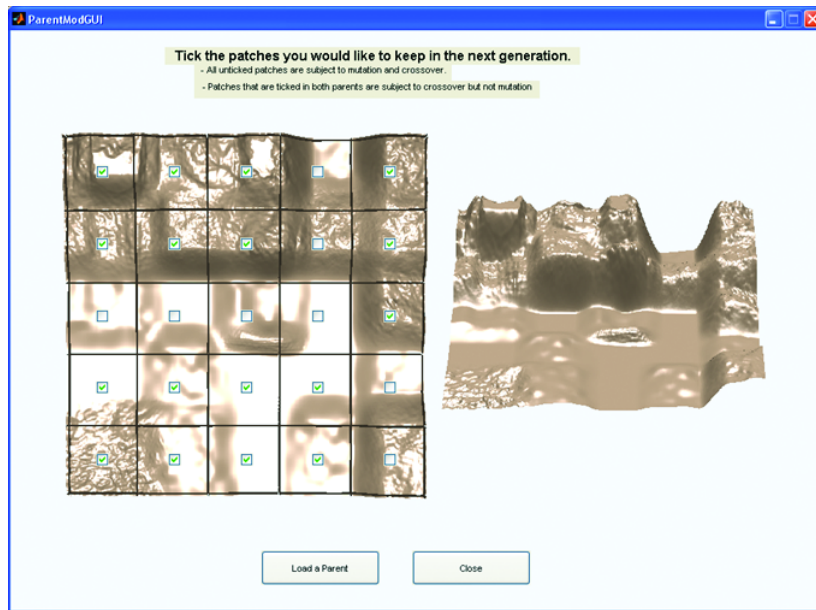 ParentModGUI
Tick the patches you would like to keep in the next generation.
- All unticked patches are subject to mutation and crossover.
- Patches that are ticked in both parents are subject to crossover but not mutation
Load a Parent
Close